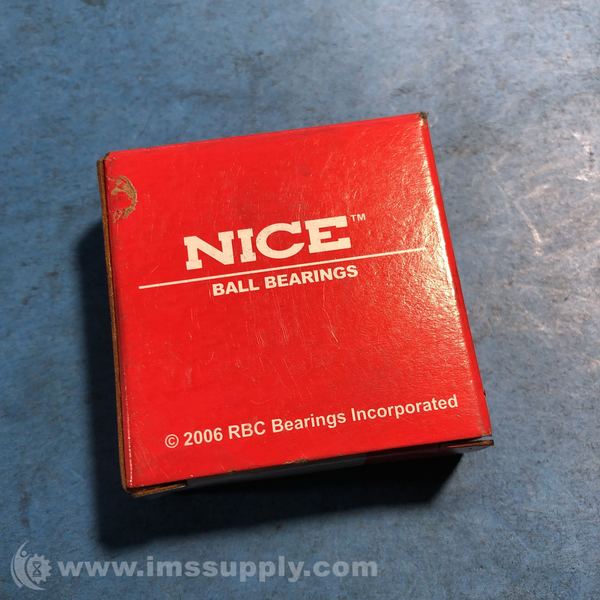 NICE™
BALL BEARINGS
© 2006 RBC Bearings Incorporated
www.imssupply.com